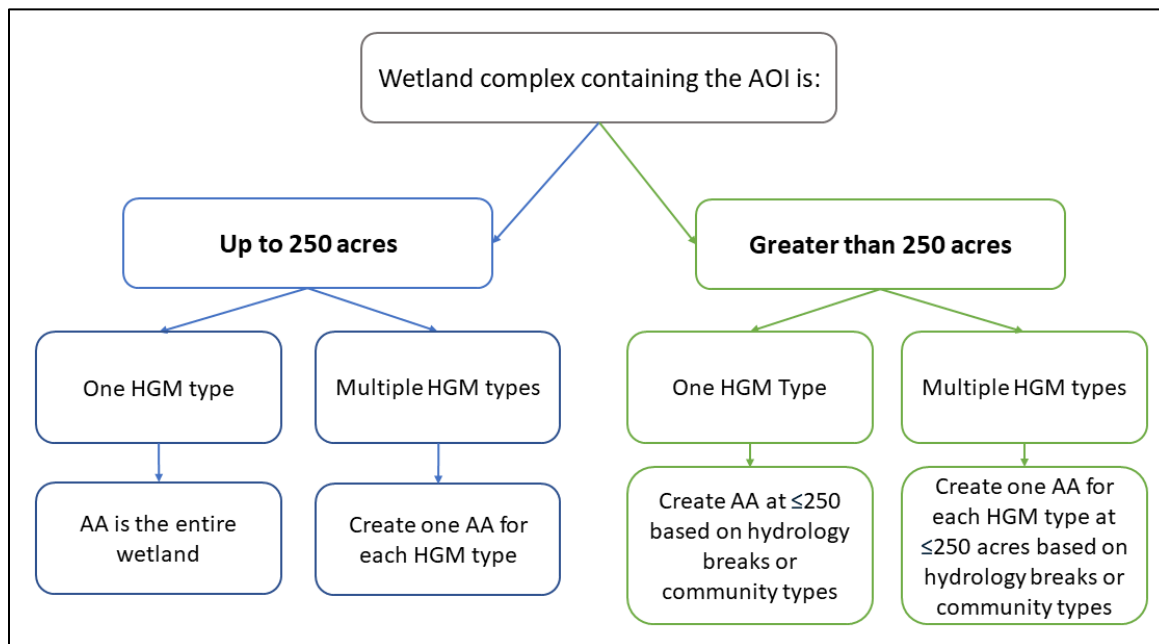 Wetland complex containing the AOI is:
Up to 250 acres
Greater than 250 acres
One HGM type
Multiple HGM types
One HGM Type
Multiple HGM types
AA is the entire
wetland
Create one AA for
each HGM type
Create AA at ≤250
based on hydrology
breaks or
community types
Create one AA for
each HGM type at
≤250 acres based on
hydrology breaks or
community types